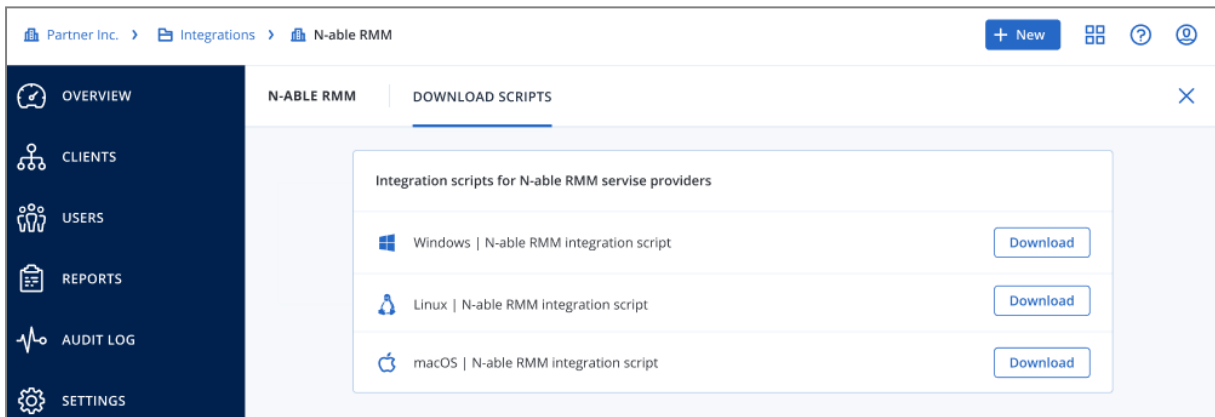 Partner Inc. > Integrations > N-able RMM
+ New
OVERVIEW
N-ABLE RMM
DOWNLOAD SCRIPTS
CLIENTS
Integration scripts for N-able RMM servise providers
USERS
Windows | N-able RMM integration script
Download
REPORTS
Linux | N-able RMM integration script
Download
AUDIT LOG
macOS | N-able RMM integration script
Download
SETTINGS